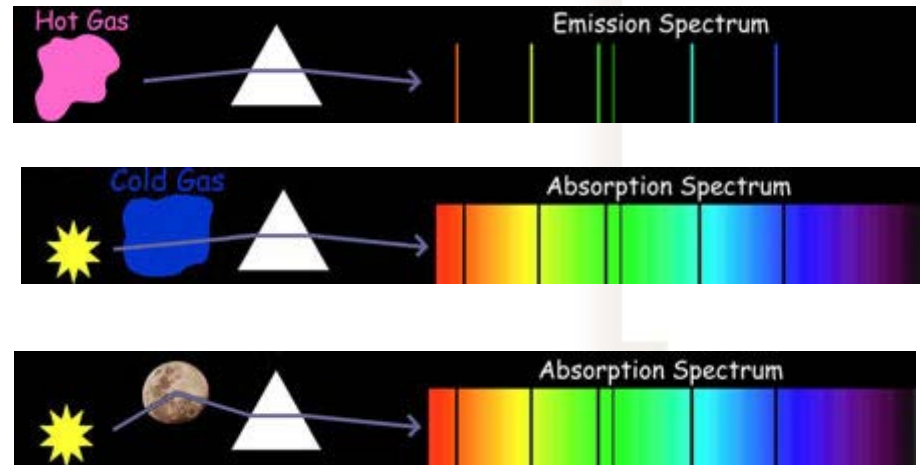 Hot Gas
Emission Spectrum
Cold Gas
Absorption Spectrum
Absorption Spectrum